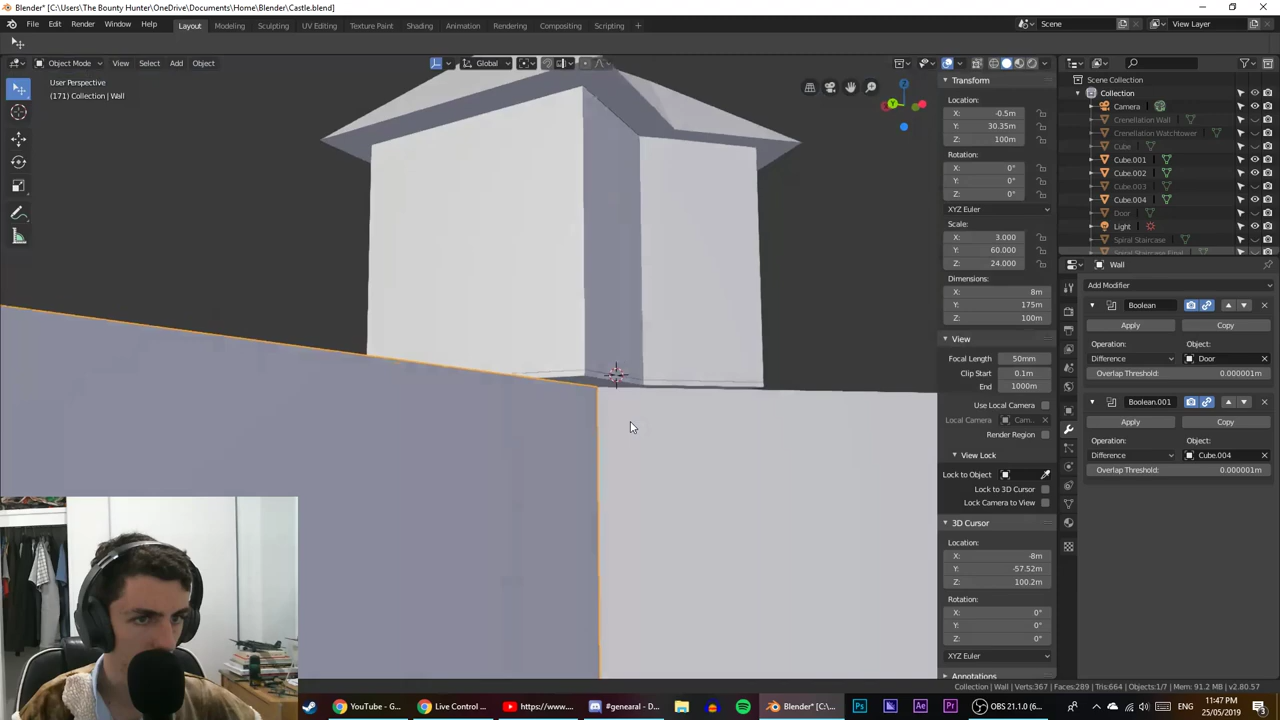 Blender* [C:\Users\The Bounty Hunter\OneDrive\Documents\Home\Blender\Castle.blend]
File Edit Render Window Help Layout Modeling Sculpting UV Editing Texture Paint Shading Animation Rendering Compositing Scripting + Scene View Layer
Object Mode View Select Add Object Global
User Perspective
(171) Collection | Wall
Transform
Location:
X: -0.5m
Y: 30.35m
Z: 100m
Rotation:
X: 0°
Y: 0°
Z: 0°
XYZ Euler
Scale:
X: 3.000
Y: 60.000
Z: 24.000
Dimensions:
X: 8m
Y: 175m
Z: 100m
View
Focal Length 50mm
Clip Start 0.1m
End 1000m
Use Local Camera
Local Camera Cam...
Render Region
View Lock
Lock to Object
Lock to 3D Cursor
Lock Camera to View
3D Cursor
Location:
X: -8m
Y: -57.52m
Z: 100.2m
Rotation:
X: 0°
Y: 0°
Z: 0°
XYZ Euler
Annotations
Scene Collection
Collection
Camera
Crenellation Wall
Crenellation Watchtower
Cube
Cube.001
Cube.002
Cube.003
Cube.004
Door
Light
Spiral Staircase
Spiral Staircase Final
Wall
Add Modifier
Boolean
Apply Copy
Operation: Object:
Difference Door
Overlap Threshold: 0.000001m
Boolean.001
Apply Copy
Operation: Object:
Difference Cube.004
Overlap Threshold: 0.000001m
Collection | Wall | Verts:367 | Faces:289 | Tris:664 | Objects:1/7 | Mem: 91.2 MB | v2.80.57
YouTube - G... Live Control ... https://www.... #genearal - D... Blender* [C:\... Ps Ae Pr OBS 21.1.0 (6... ENG 11:47 PM
15/05/2019